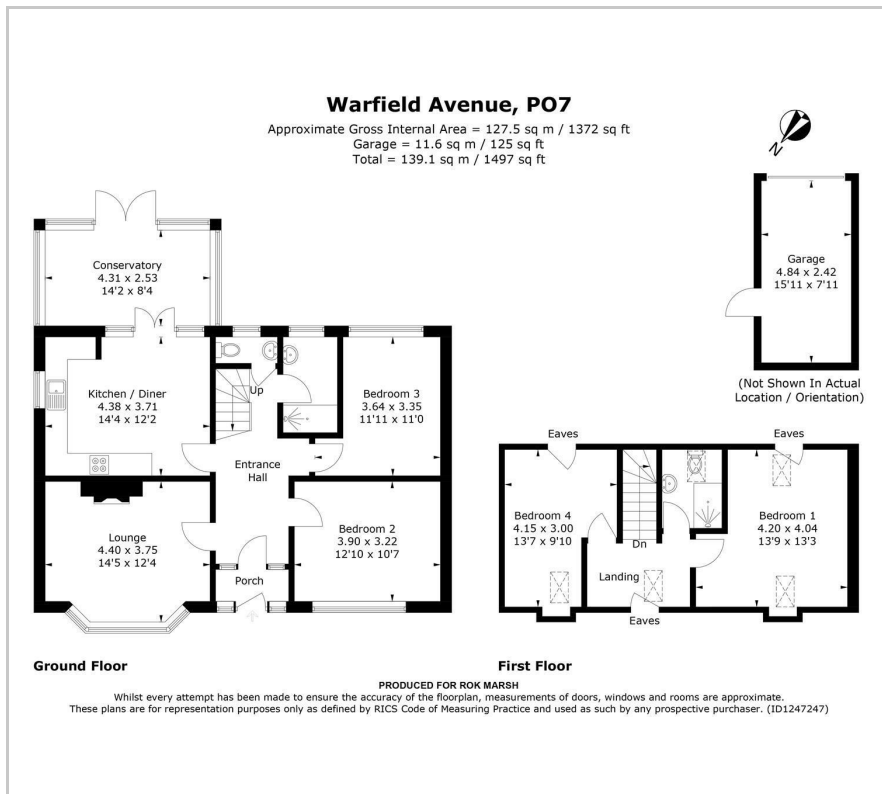 Warfield Avenue, PO7
Approximate Gross Internal Area = 127.5 sq m / 1372 sq ft
Garage = 11.6 sq m / 125 sq ft
Total = 139.1 sq m / 1497 sq ft
N
Conservatory
4.31 x 2.53
14'2 x 8'4
Garage
4.84 x 2.42
15'11 x 7'11
(Not Shown In Actual
Location / Orientation)
Kitchen / Diner
4.38 x 3.71
14'4 x 12'2
Up
Bedroom 3
3.64 x 3.35
11'11 x 11'0
Entrance
Hall
Lounge
4.40 x 3.75
14'5 x 12'4
Bedroom 2
3.90 x 3.22
12'10 x 10'7
Porch
Ground Floor
Eaves
Eaves
Bedroom 4
4.15 x 3.00
13'7 x 9'10
Dn
Bedroom 1
4.20 x 4.04
13'9 x 13'3
Landing
Eaves
First Floor
PRODUCED FOR ROK MARSH
Whilst every attempt has been made to ensure the accuracy of the floorplan, measurements of doors, windows and rooms are approximate.
These plans are for representation purposes only as defined by RICS Code of Measuring Practice and used as such by any prospective purchaser. (ID1247247)